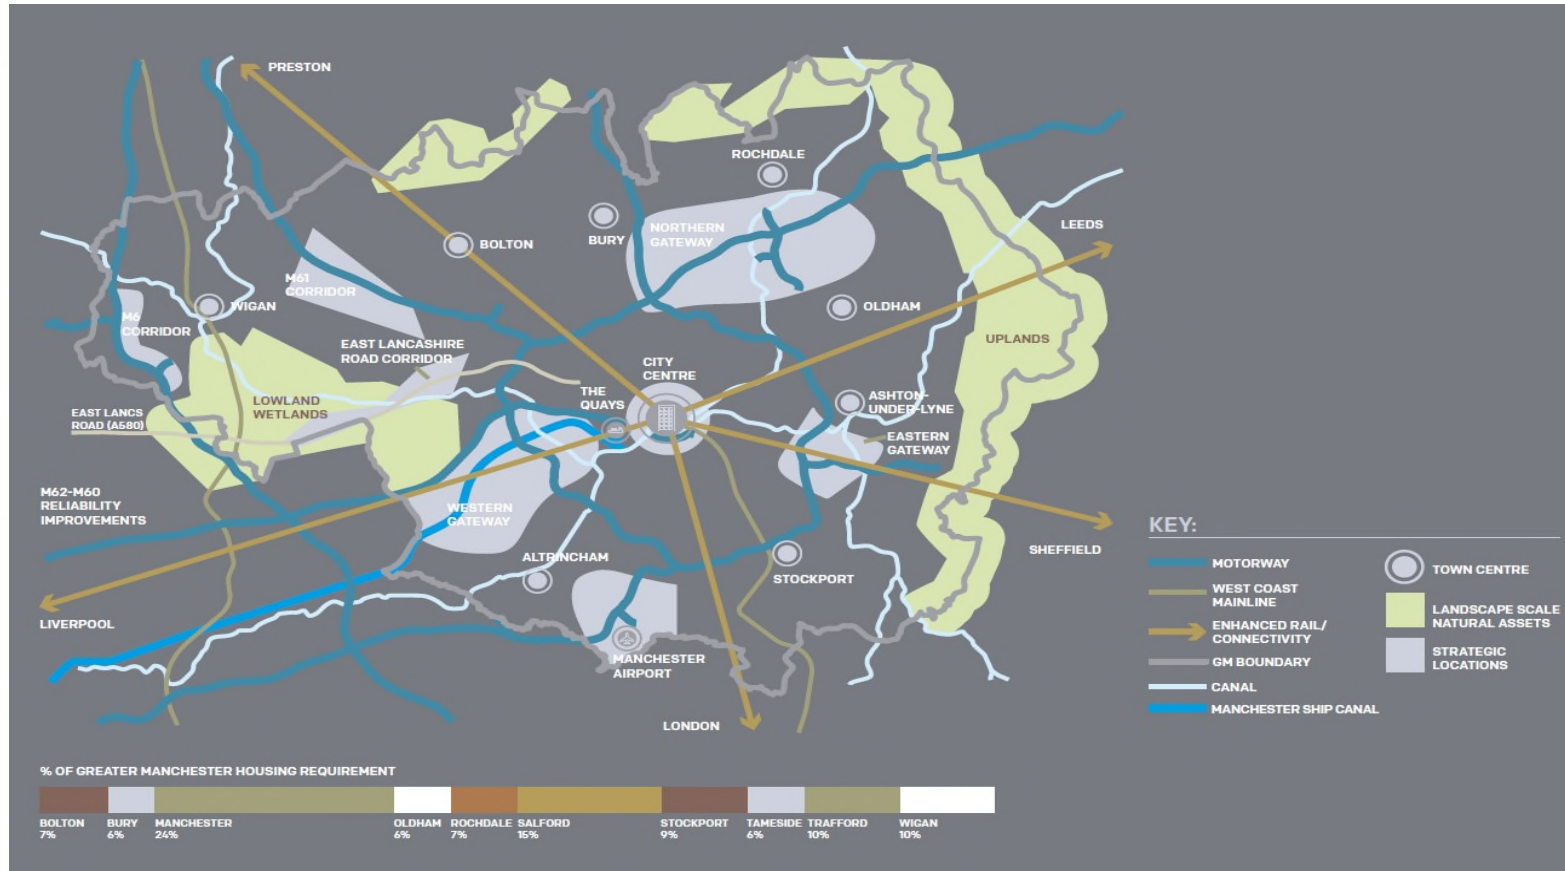 PRESTON
ROCHDALE
BURY
NORTHERN
GATEWAY
LEEDS
BOLTON
M61
CORRIDOR
WIGAN
OLDHAM
M6
CORRIDOR
EAST LANCASHIRE
ROAD CORRIDOR
UPLANDS
CITY
CENTRE
THE
QUAYS
LOWLAND
WETLANDS
ASHTON-
UNDER-LYNE
EAST LANCS
ROAD (A580)
EASTERN
GATEWAY
M62-M60
RELIABILITY
IMPROVEMENTS
WESTERN
GATEWAY
SHEFFIELD
ALTRINCHAM
STOCKPORT
LIVERPOOL
MANCHESTER
AIRPORT
LONDON
KEY:
MOTORWAY
WEST COAST
MAINLINE
ENHANCED RAIL/
CONNECTIVITY
GM BOUNDARY
CANAL
MANCHESTER SHIP CANAL
TOWN CENTRE
LANDSCAPE SCALE
NATURAL ASSETS
STRATEGIC
LOCATIONS
% OF GREATER MANCHESTER HOUSING REQUIREMENT
BOLTON BURY MANCHESTER OLDHAM ROCHDALE SALFORD STOCKPORT TAMESIDE TRAFFORD WIGAN
7% 6% 24% 6% 7% 15% 9% 6% 10% 10%